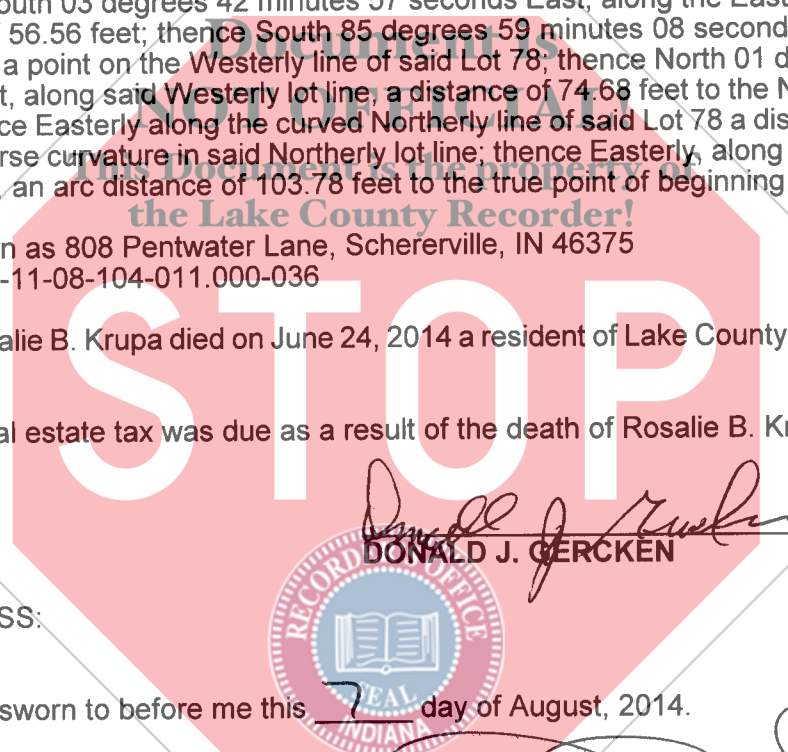 outh 03 degrees 42 minutes 57 seconds East, along the East
56.56 feet; thence South 85 degrees 59 minutes 08 second
Document is
a point on the Westerly line of said Lot 78; thence North 01 d
t, along said Westerly lot line, a distance of 74.68 feet to the N
NOT OFFICIAL!
ce Easterly along the curved Northerly line of said Lot 78 a dis
rse curvature in said Northerly lot line; thence Easterly, along
This Document is the property of
an arc distance of 103.78 feet to the true point of beginning
the Lake County Recorder!
n as 808 Pentwater Lane, Schererville, IN 46375
-11-08-104-011.000-036
STOP
alie B. Krupa died on June 24, 2014 a resident of Lake County
al estate tax was due as a result of the death of Rosalie B. K
DONALD J. GERCKEN
RECORDER'S OFFICE
SS:
SEAL
sworn to before me this 7 day of August, 2014.
INDIANA